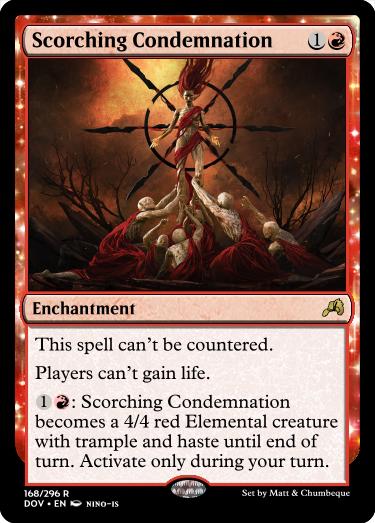 Scorching Condemnation 1
Enchantment
This spell can't be countered.
Players can't gain life.
1 : Scorching Condemnation
becomes a 4/4 red Elemental creature
with trample and haste until end of
turn. Activate only during your turn.
168/296 R
DOV • EN NINO-IS
Set by Matt & Chumbeque